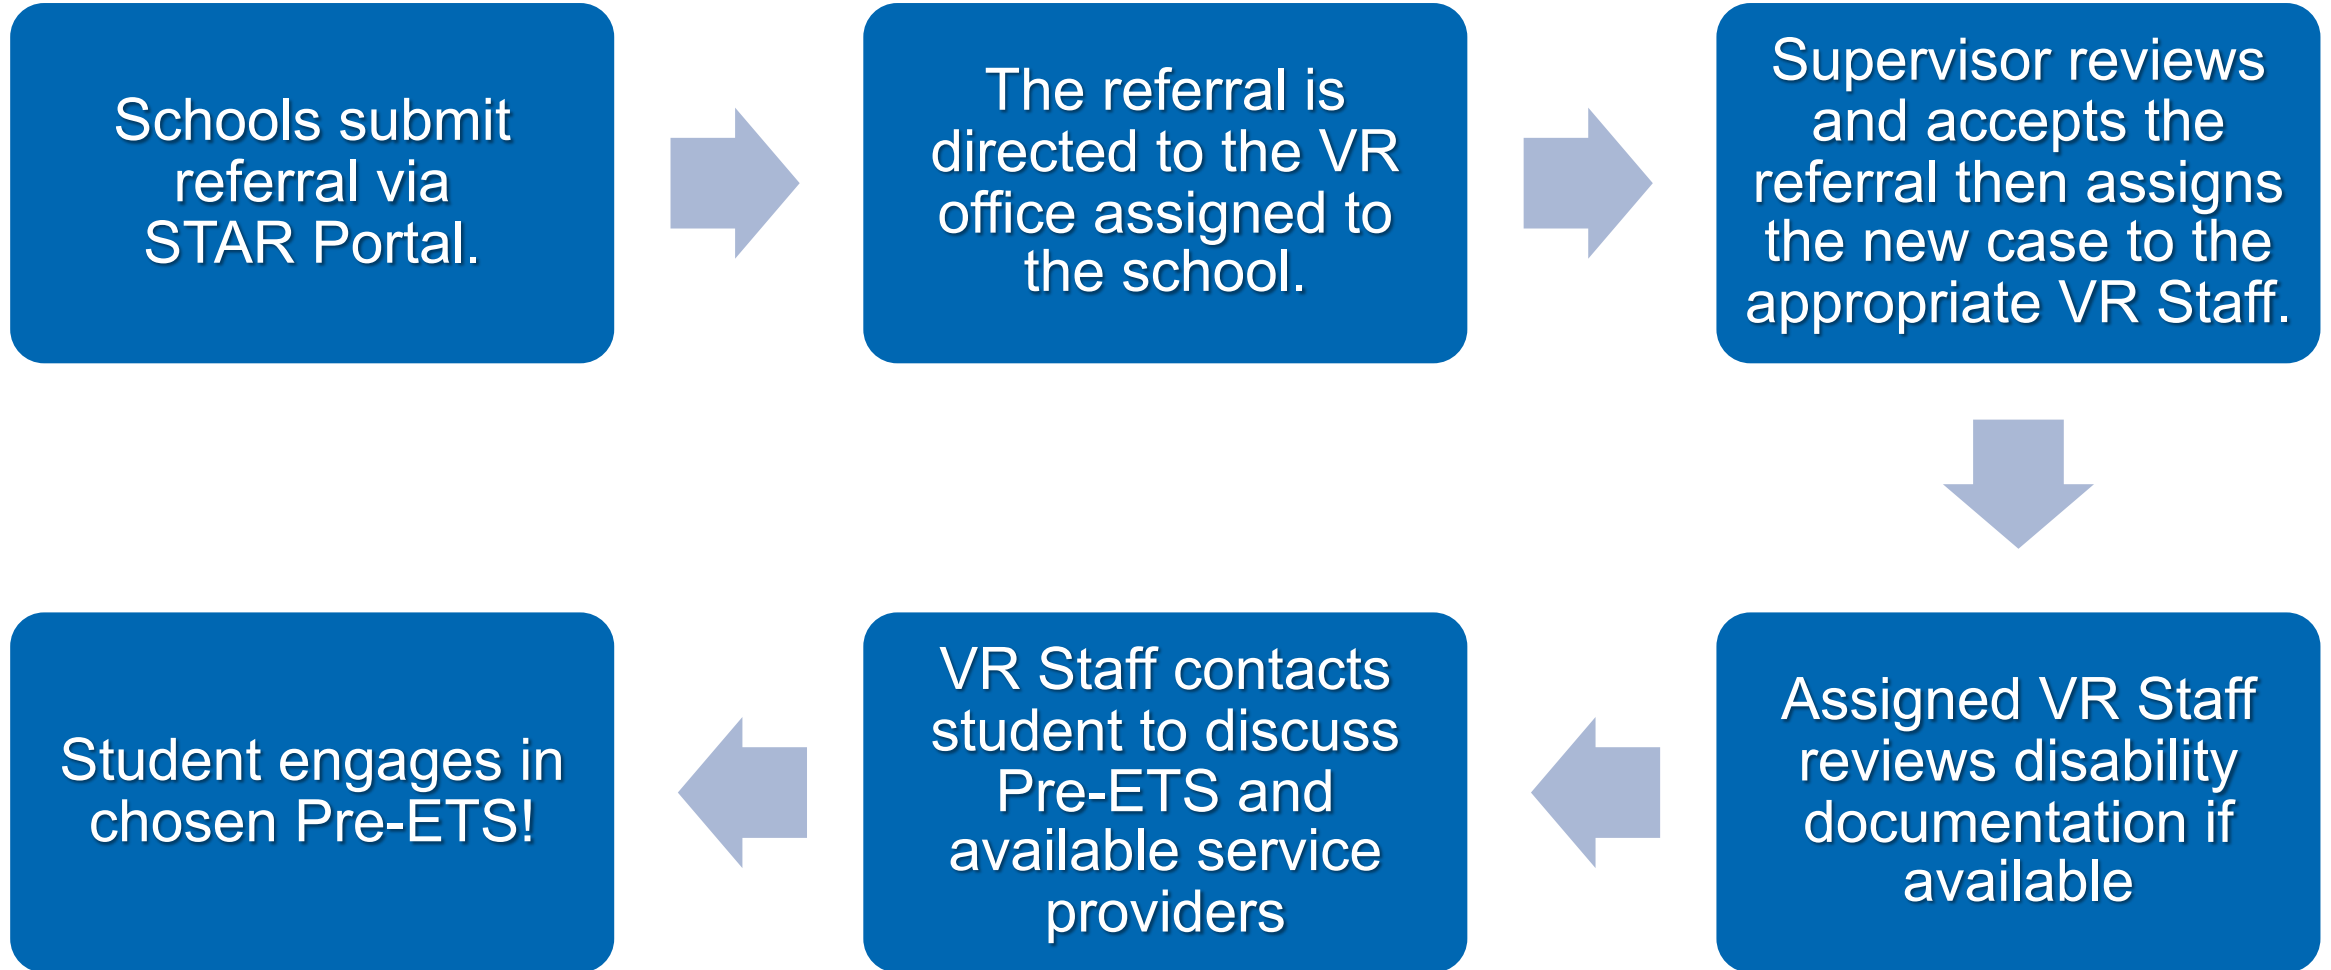 Schools submit
referral via
STAR Portal.
The referral is
directed to the VR
office assigned to
the school.
Supervisor reviews
and accepts the
referral then assigns
the new case to the
appropriate VR Staff.
Assigned VR Staff
reviews disability
documentation if
available
VR Staff contacts
student to discuss
Pre-ETS and
available service
providers
Student engages in
chosen Pre-ETS!